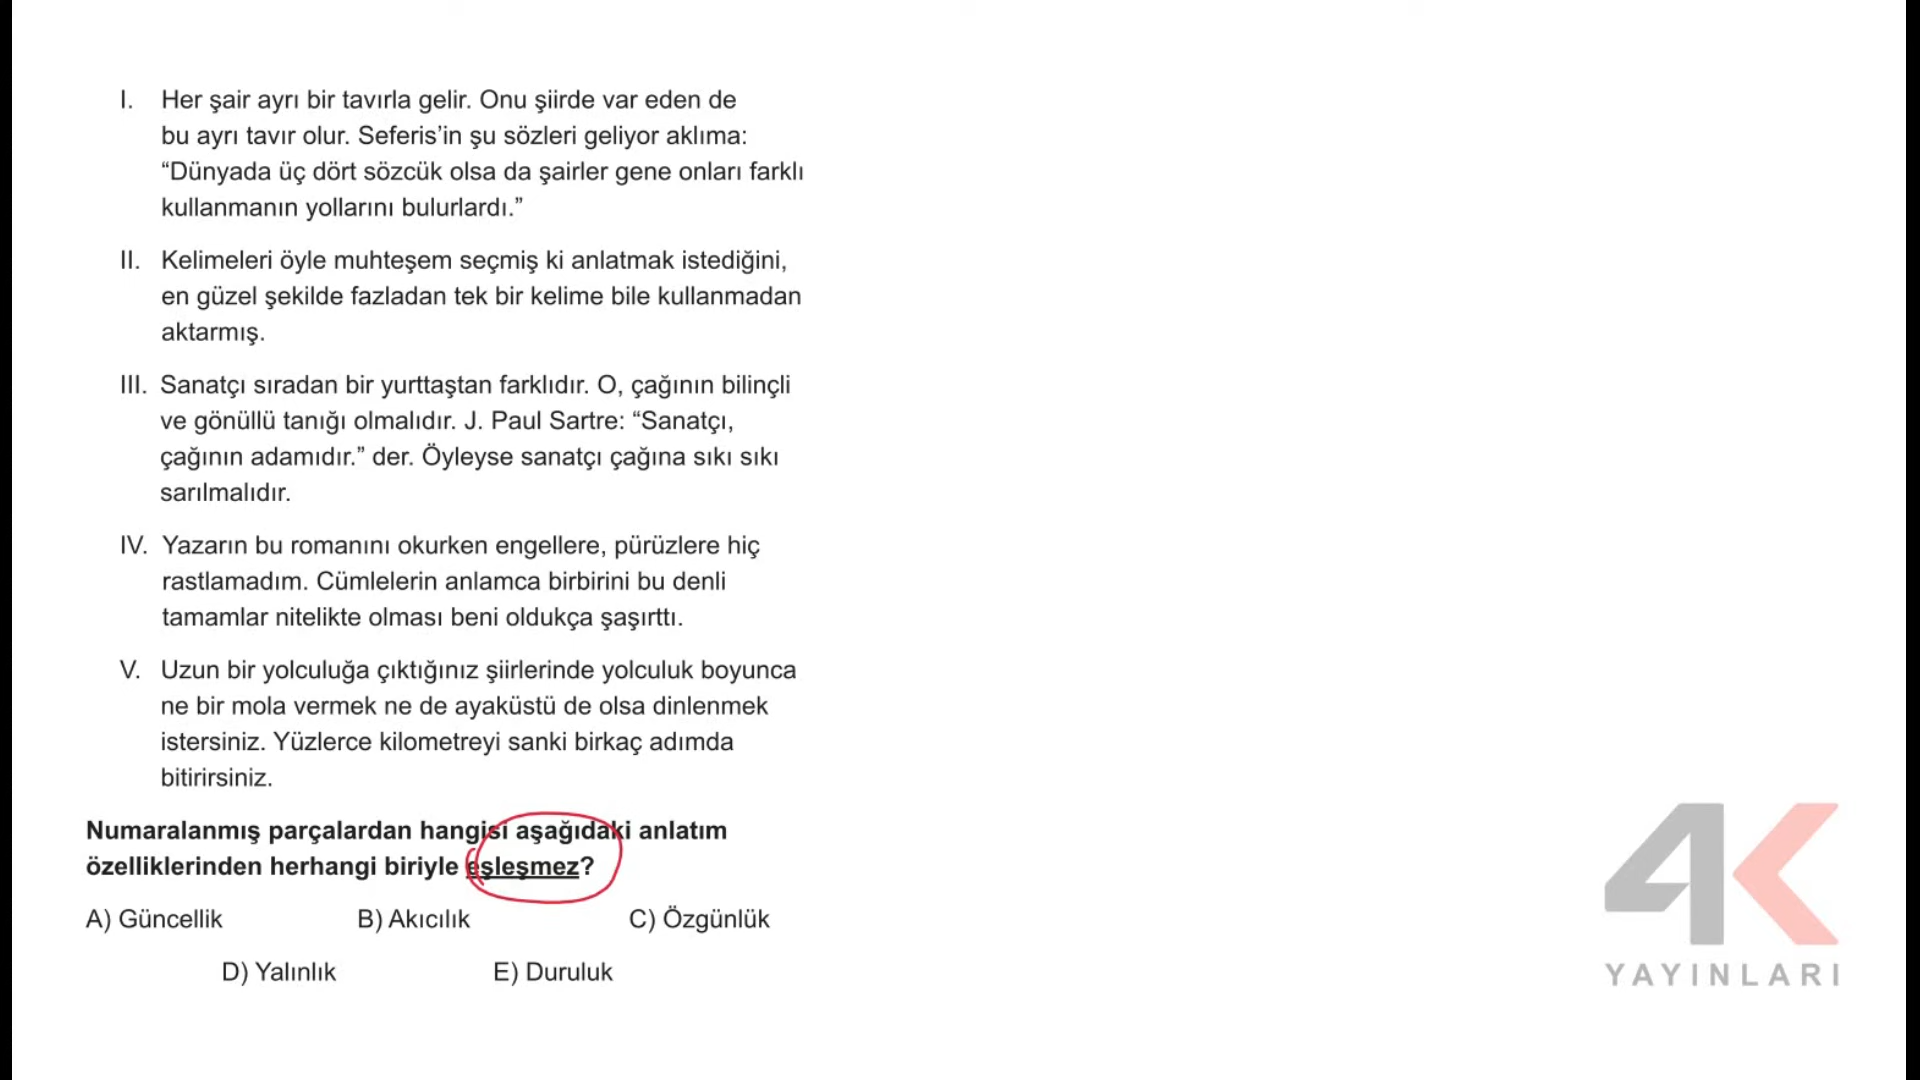 I. Her şair ayrı bir tavırla gelir. Onu şiirde var eden de
bu ayrı tavır olur. Seferis’in şu sözleri geliyor aklıma:
“Dünyada üç dört sözcük olsa da şairler gene onları farklı
kullanmanın yollarını bulurlardı.”
II. Kelimeleri öyle muhteşem seçmiş ki anlatmak istediğini,
en güzel şekilde fazladan tek bir kelime bile kullanmadan
aktarmış.
III. Sanatçı sıradan bir yurttaştan farklıdır. O, çağının bilinçli
ve gönüllü tanığı olmalıdır. J. Paul Sartre: “Sanatçı,
çağının adamıdır.” der. Öyleyse sanatçı çağına sıkı sıkı
sarılmalıdır.
IV. Yazarın bu romanını okurken engellere, pürüzlere hiç
rastlamadım. Cümlelerin anlamca birbirini bu denli
tamamlar nitelikte olması beni oldukça şaşırttı.
V. Uzun bir yolculuğa çıktığınız şiirlerinde yolculuk boyunca
ne bir mola vermek ne de ayaküstü de olsa dinlenmek
istersiniz. Yüzlerce kilometreyi sanki birkaç adımda
bitirirsiniz.
Numaralanmış parçalardan hangisi aşağıdaki anlatım
özelliklerinden herhangi biriyle eşleşmez?
A) Güncellik B) Akıcılık C) Özgünlük
D) Yalınlık E) Duruluk
4K
YAYINLARI